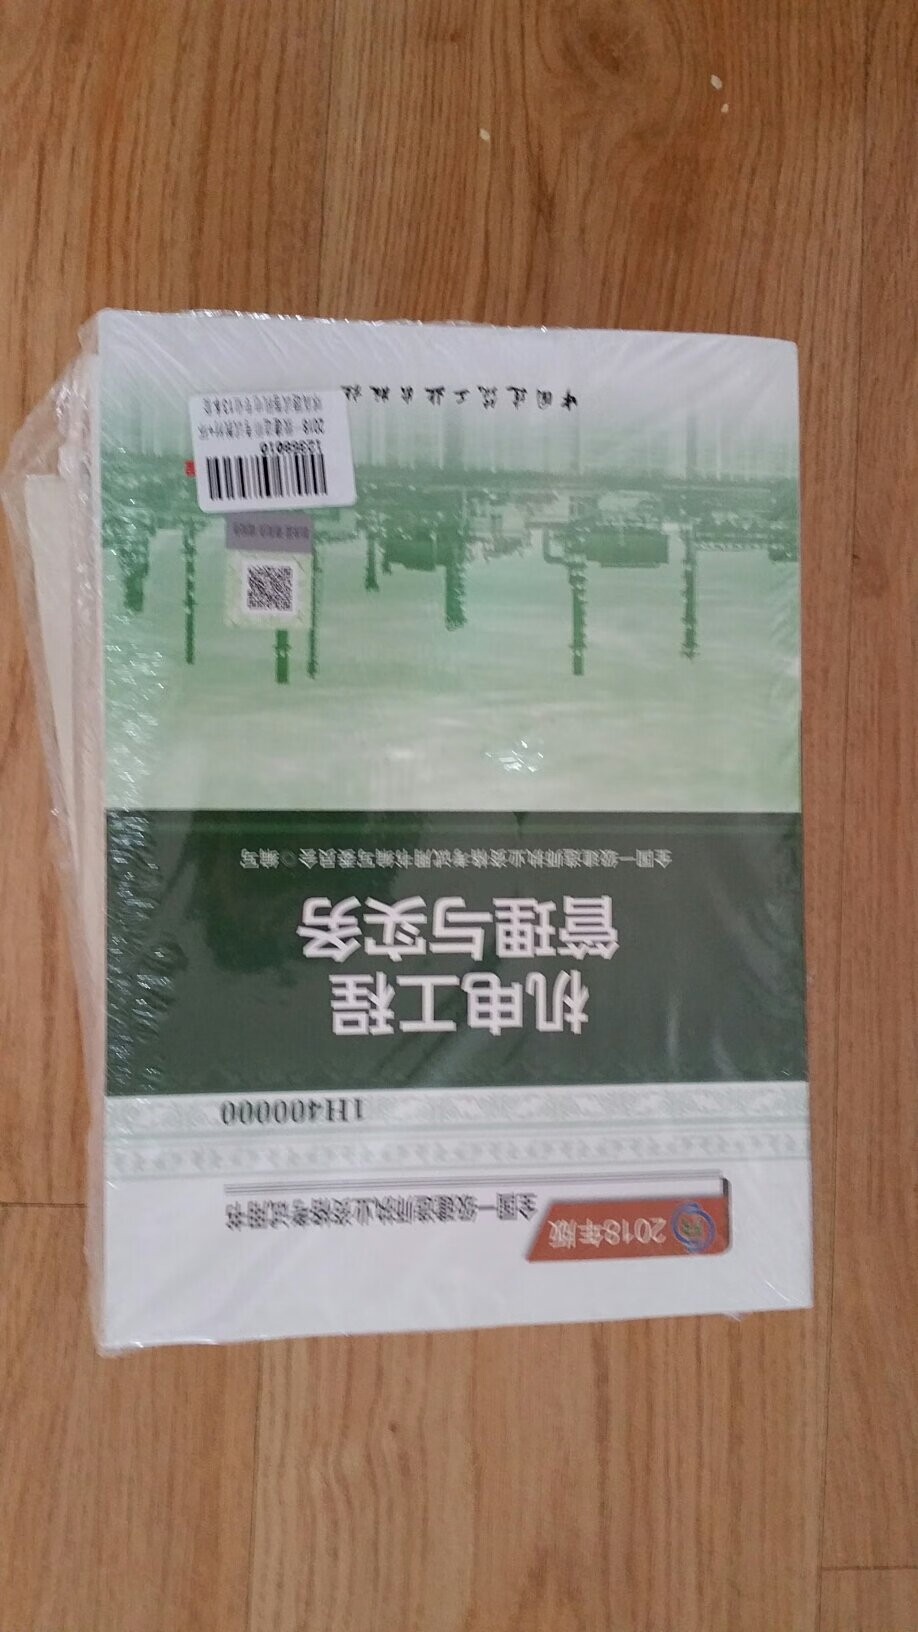 2018年版
全国一级建造师执业资格考试用书
1H400000
机电工程
管理与实务
全国一级建造师执业资格考试用书编写委员会◎编写
12368010
中国建筑工业出版社